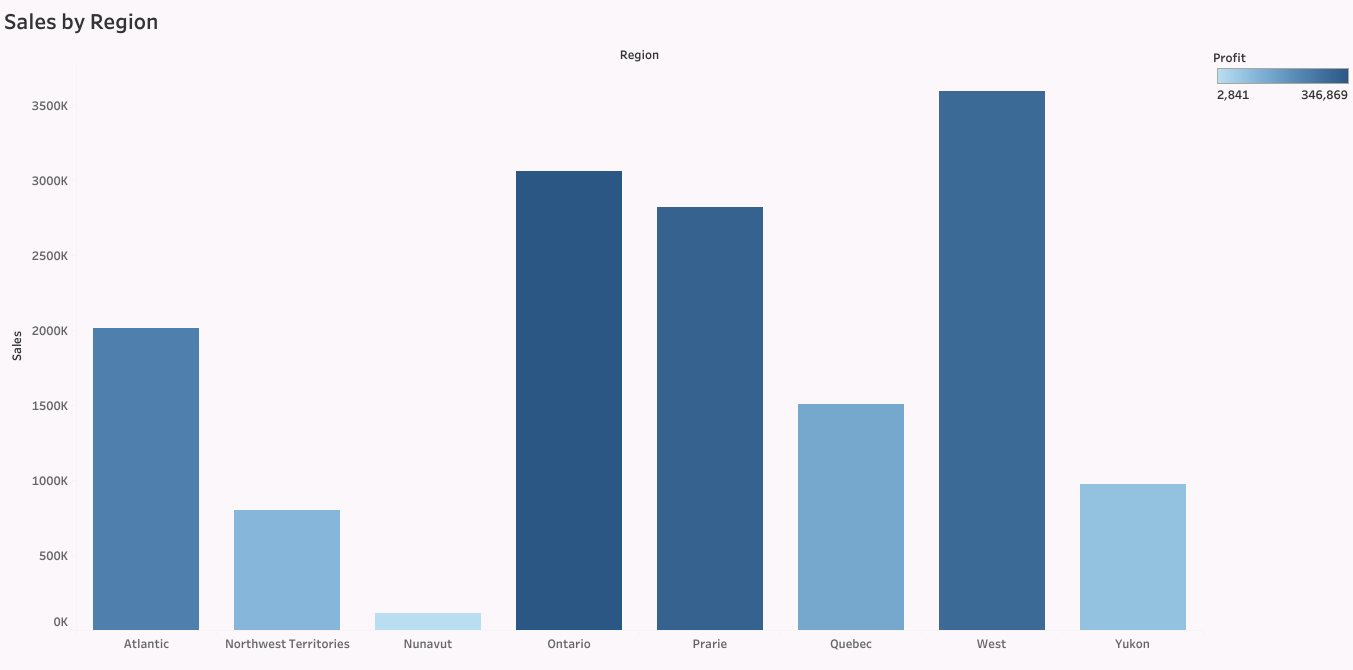 Sales by Region
Region
Profit
2,841 346,869
3500K
3000K
2500K
2000K
1500K
1000K
500K
0K
Sales
Atlantic Northwest Territories Nunavut Ontario Prarie Quebec West Yukon